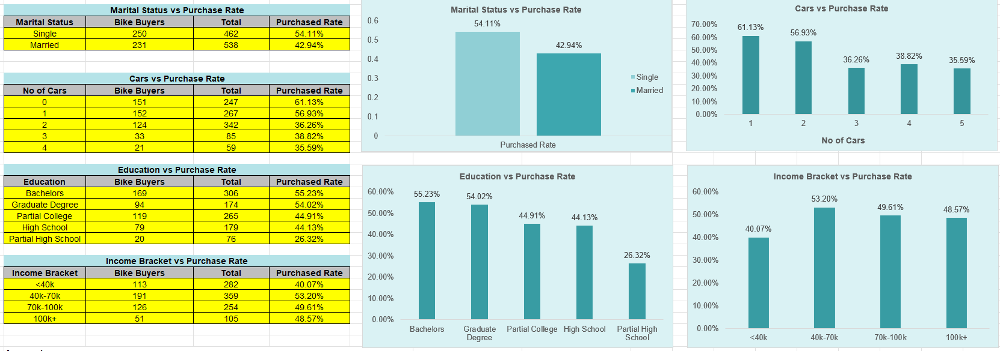 Marital Status vs Purchase Rate
Marital Status Bike Buyers Total Purchased Rate
Single 250 462 54.11%
Married 231 538 42.94%
Cars vs Purchase Rate
No of Cars Bike Buyers Total Purchased Rate
0 151 247 61.13%
1 152 267 56.93%
2 124 342 36.26%
3 33 85 38.82%
4 21 59 35.59%
Education vs Purchase Rate
Education Bike Buyers Total Purchased Rate
Bachelors 169 306 55.23%
Graduate Degree 94 174 54.02%
Partial College 119 265 44.91%
High School 79 179 44.13%
Partial High School 20 76 26.32%
Income Bracket vs Purchase Rate
Income Bracket Bike Buyers Total Purchased Rate
<40k 113 282 40.07%
40k-70k 191 359 53.20%
70k-100k 126 254 49.61%
100k+ 51 105 48.57%
Marital Status vs Purchase Rate
0.6
0.5
0.4
0.3
0.2
0.1
0
54.11%
42.94%
Single
Married
Purchased Rate
Cars vs Purchase Rate
70.00%
60.00%
50.00%
40.00%
30.00%
20.00%
10.00%
0.00%
61.13%
56.93%
36.26%
38.82%
35.59%
1 2 3 4 5
No of Cars
Education vs Purchase Rate
60.00%
50.00%
40.00%
30.00%
20.00%
10.00%
0.00%
55.23%
54.02%
44.91%
44.13%
26.32%
Bachelors Graduate Partial College High School Partial High
Degree School
Income Bracket vs Purchase Rate
60.00%
50.00%
40.00%
30.00%
20.00%
10.00%
0.00%
40.07%
53.20%
49.61%
48.57%
<40k 40k-70k 70k-100k 100k+